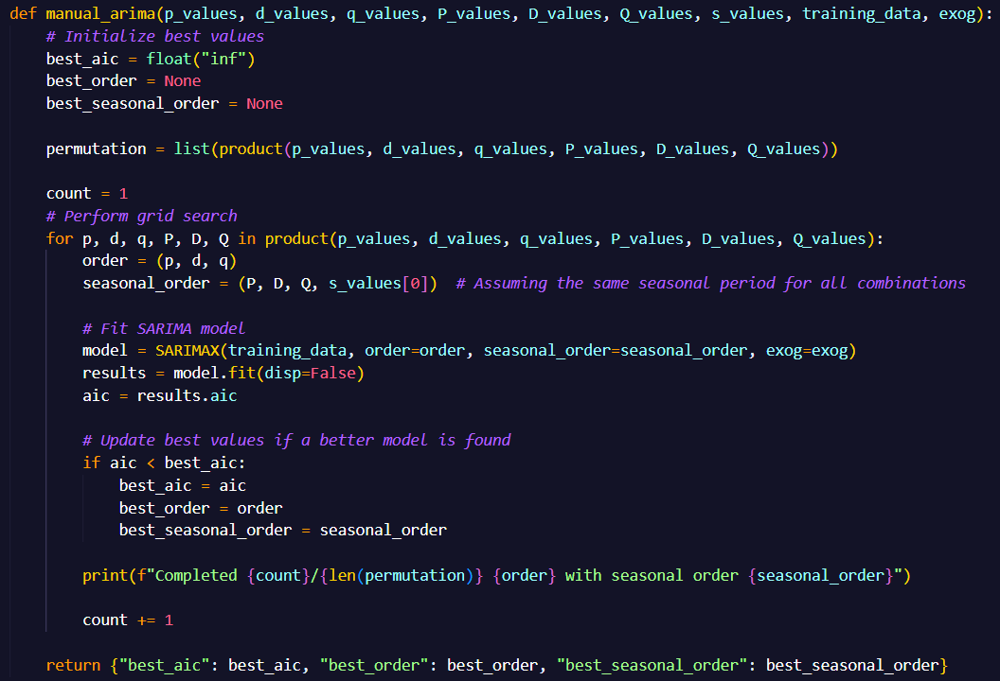 def manual_arima(p_values, d_values, q_values, P_values, D_values, Q_values, s_values, training_data, exog):
    # Initialize best values
    best_aic = float("inf")
    best_order = None
    best_seasonal_order = None

    permutation = list(product(p_values, d_values, q_values, P_values, D_values, Q_values))

    count = 1
    # Perform grid search
    for p, d, q, P, D, Q in product(p_values, d_values, q_values, P_values, D_values, Q_values):
        order = (p, d, q)
        seasonal_order = (P, D, Q, s_values[0])  # Assuming the same seasonal period for all combinations

        # Fit SARIMA model
        model = SARIMAX(training_data, order=order, seasonal_order=seasonal_order, exog=exog)
        results = model.fit(disp=False)
        aic = results.aic

        # Update best values if a better model is found
        if aic < best_aic:
            best_aic = aic
            best_order = order
            best_seasonal_order = seasonal_order

        print(f"Completed {count}/{len(permutation)} {order} with seasonal order {seasonal_order}")

        count += 1

    return {"best_aic": best_aic, "best_order": best_order, "best_seasonal_order": best_seasonal_order}